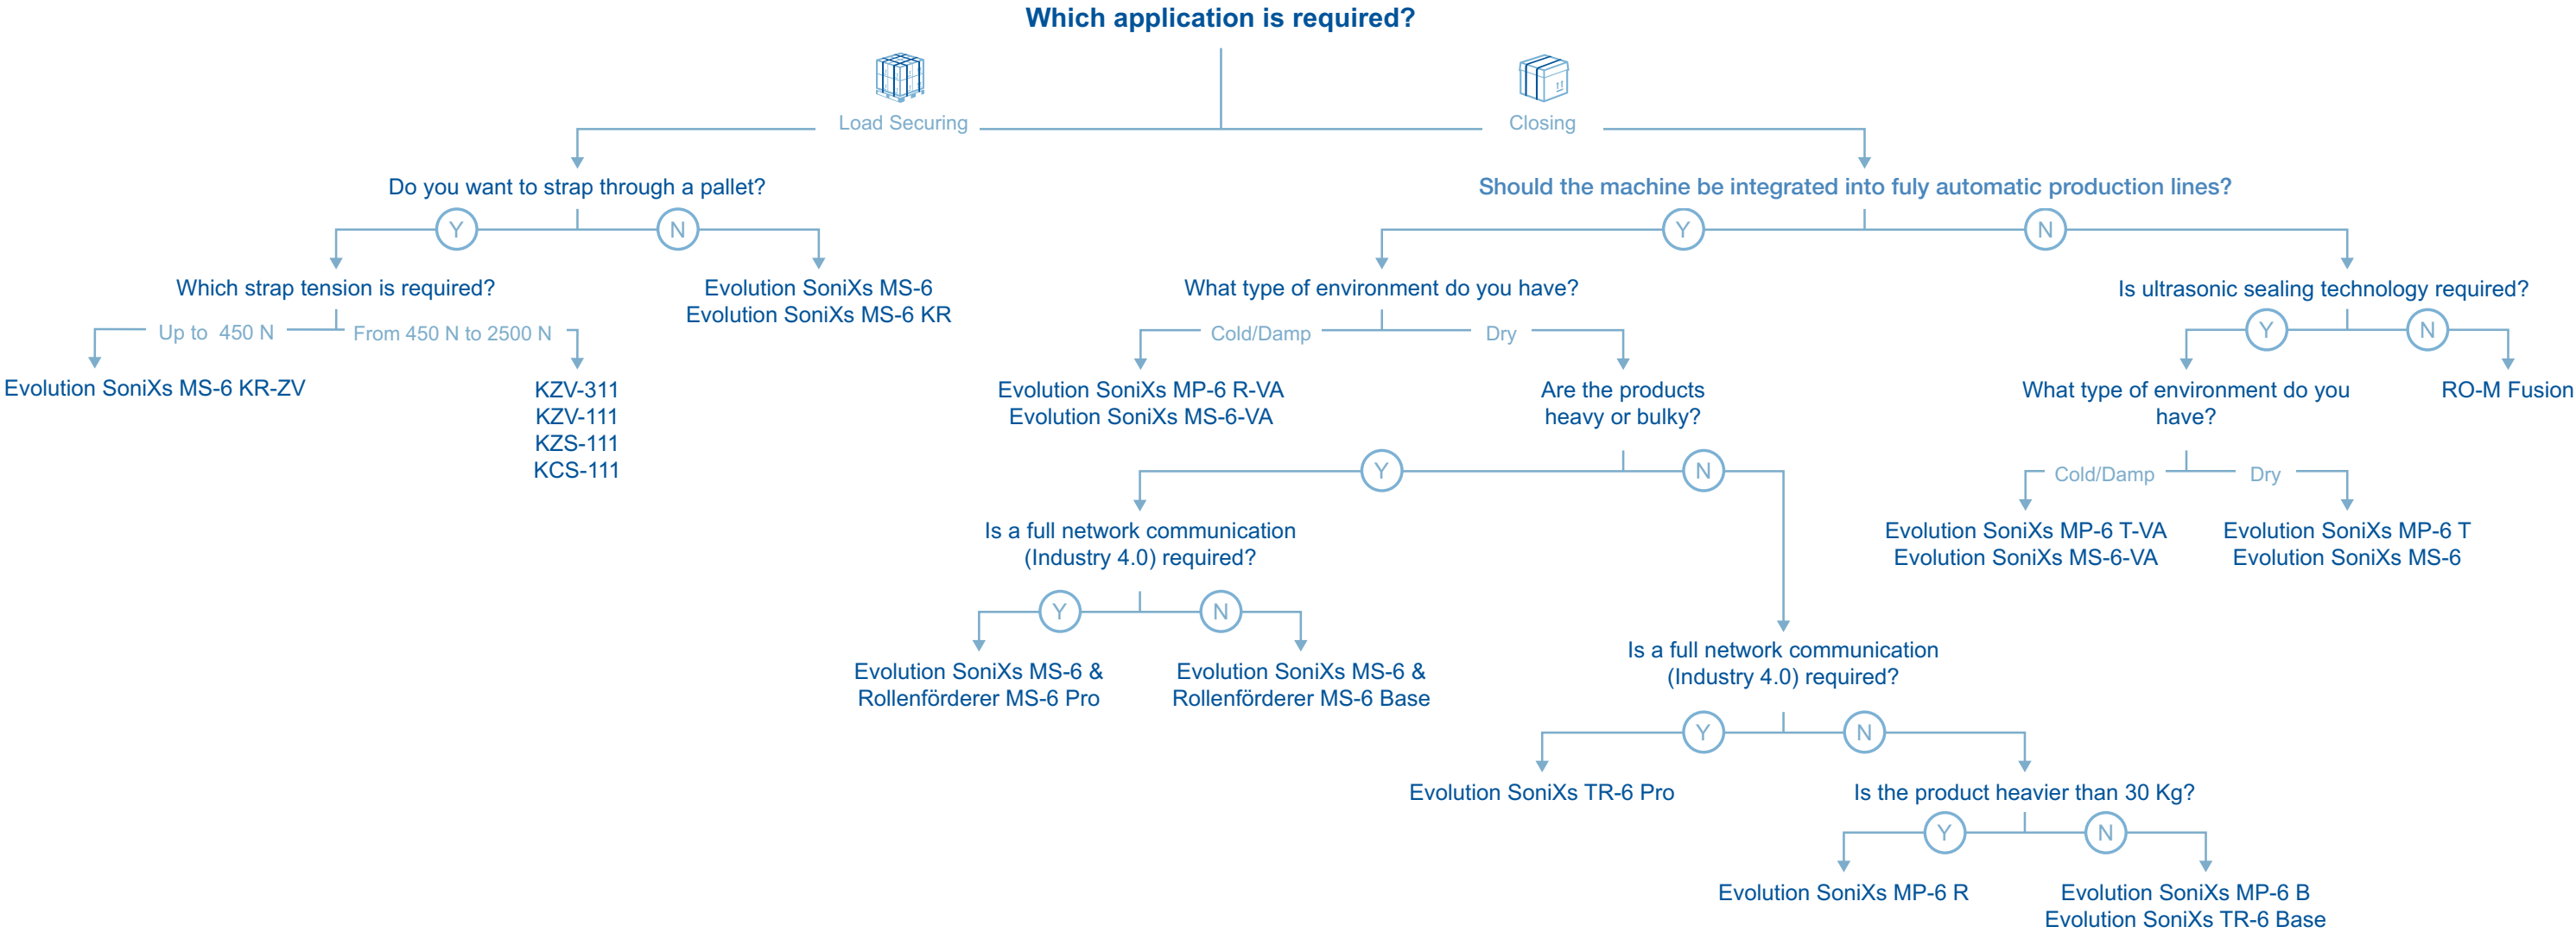 Which application is required?
Load Securing
Closing
Do you want to strap through a pallet?
Should the machine be integrated into fuly automatic production lines?
Y
N
Y
N
Which strap tension is required?
Evolution SoniXs MS-6
Evolution SoniXs MS-6 KR
What type of environment do you have?
Is ultrasonic sealing technology required?
Up to 450 N
From 450 N to 2500 N
Cold/Damp
Dry
Y
N
Evolution SoniXs MS-6 KR-ZV
KZV-311
KZV-111
KZS-111
KCS-111
Evolution SoniXs MP-6 R-VA
Evolution SoniXs MS-6-VA
Are the products
heavy or bulky?
What type of environment do you
have?
RO-M Fusion
Y
N
Cold/Damp
Dry
Is a full network communication
(Industry 4.0) required?
Evolution SoniXs MP-6 T-VA
Evolution SoniXs MS-6-VA
Evolution SoniXs MP-6 T
Evolution SoniXs MS-6
Y
N
Evolution SoniXs MS-6 &
Rollenförderer MS-6 Pro
Evolution SoniXs MS-6 &
Rollenförderer MS-6 Base
Is a full network communication
(Industry 4.0) required?
Y
N
Evolution SoniXs TR-6 Pro
Is the product heavier than 30 Kg?
Y
N
Evolution SoniXs MP-6 R
Evolution SoniXs MP-6 B
Evolution SoniXs TR-6 Base